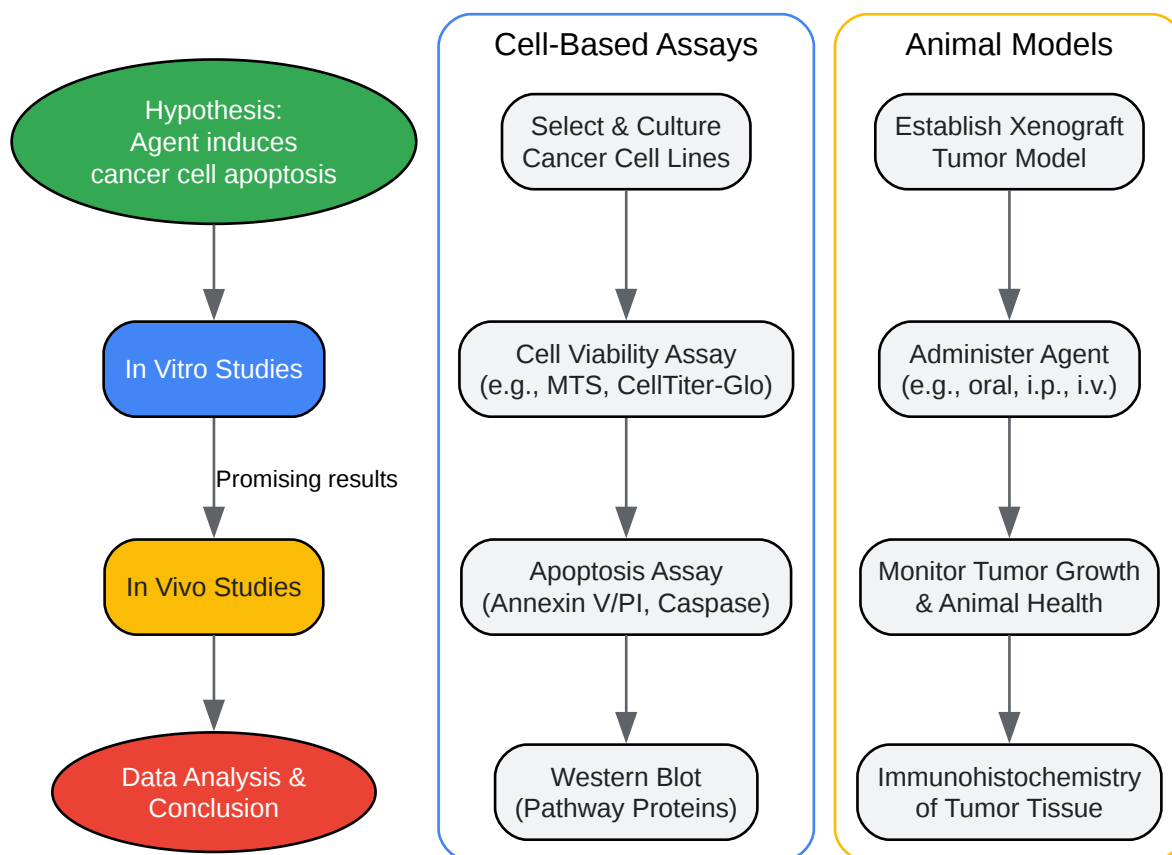 Hypothesis:
Agent induces
cancer cell apoptosis
In Vitro Studies
Promising results
In Vivo Studies
Data Analysis &
Conclusion
Cell-Based Assays
Select & Culture
Cancer Cell Lines
Cell Viability Assay
(e.g., MTS, CellTiter-Glo)
Apoptosis Assay
(Annexin V/PI, Caspase)
Western Blot
(Pathway Proteins)
Animal Models
Establish Xenograft
Tumor Model
Administer Agent
(e.g., oral, i.p., i.v.)
Monitor Tumor Growth
& Animal Health
Immunohistochemistry
of Tumor Tissue